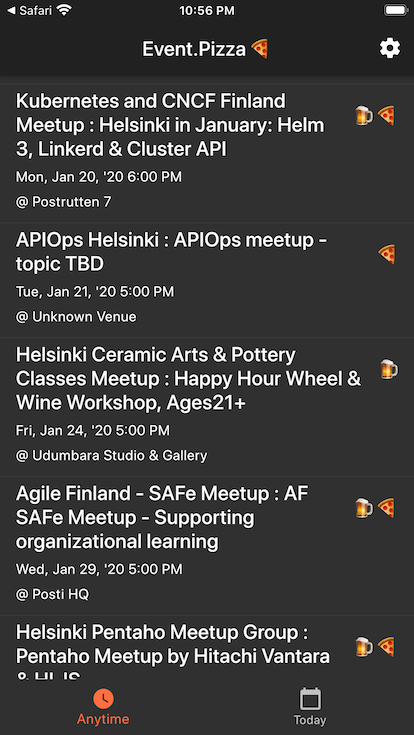 ◀ Safari 10:56 PM
Event.Pizza 🍕
Kubernetes and CNCF Finland
Meetup : Helsinki in January: Helm
3, Linkerd & Cluster API
Mon, Jan 20, '20 6:00 PM
@ Postrutten 7
APIOps Helsinki : APIOps meetup -
topic TBD
Tue, Jan 21, '20 5:00 PM
@ Unknown Venue
Helsinki Ceramic Arts & Pottery
Classes Meetup : Happy Hour Wheel &
Wine Workshop, Ages21+
Fri, Jan 24, '20 5:00 PM
@ Udumbara Studio & Gallery
Agile Finland - SAFe Meetup : AF
SAFe Meetup - Supporting
organizational learning
Wed, Jan 29, '20 5:00 PM
@ Posti HQ
Helsinki Pentaho Meetup Group :
Pentaho Meetup by Hitachi Vantara
&
Anytime
Today